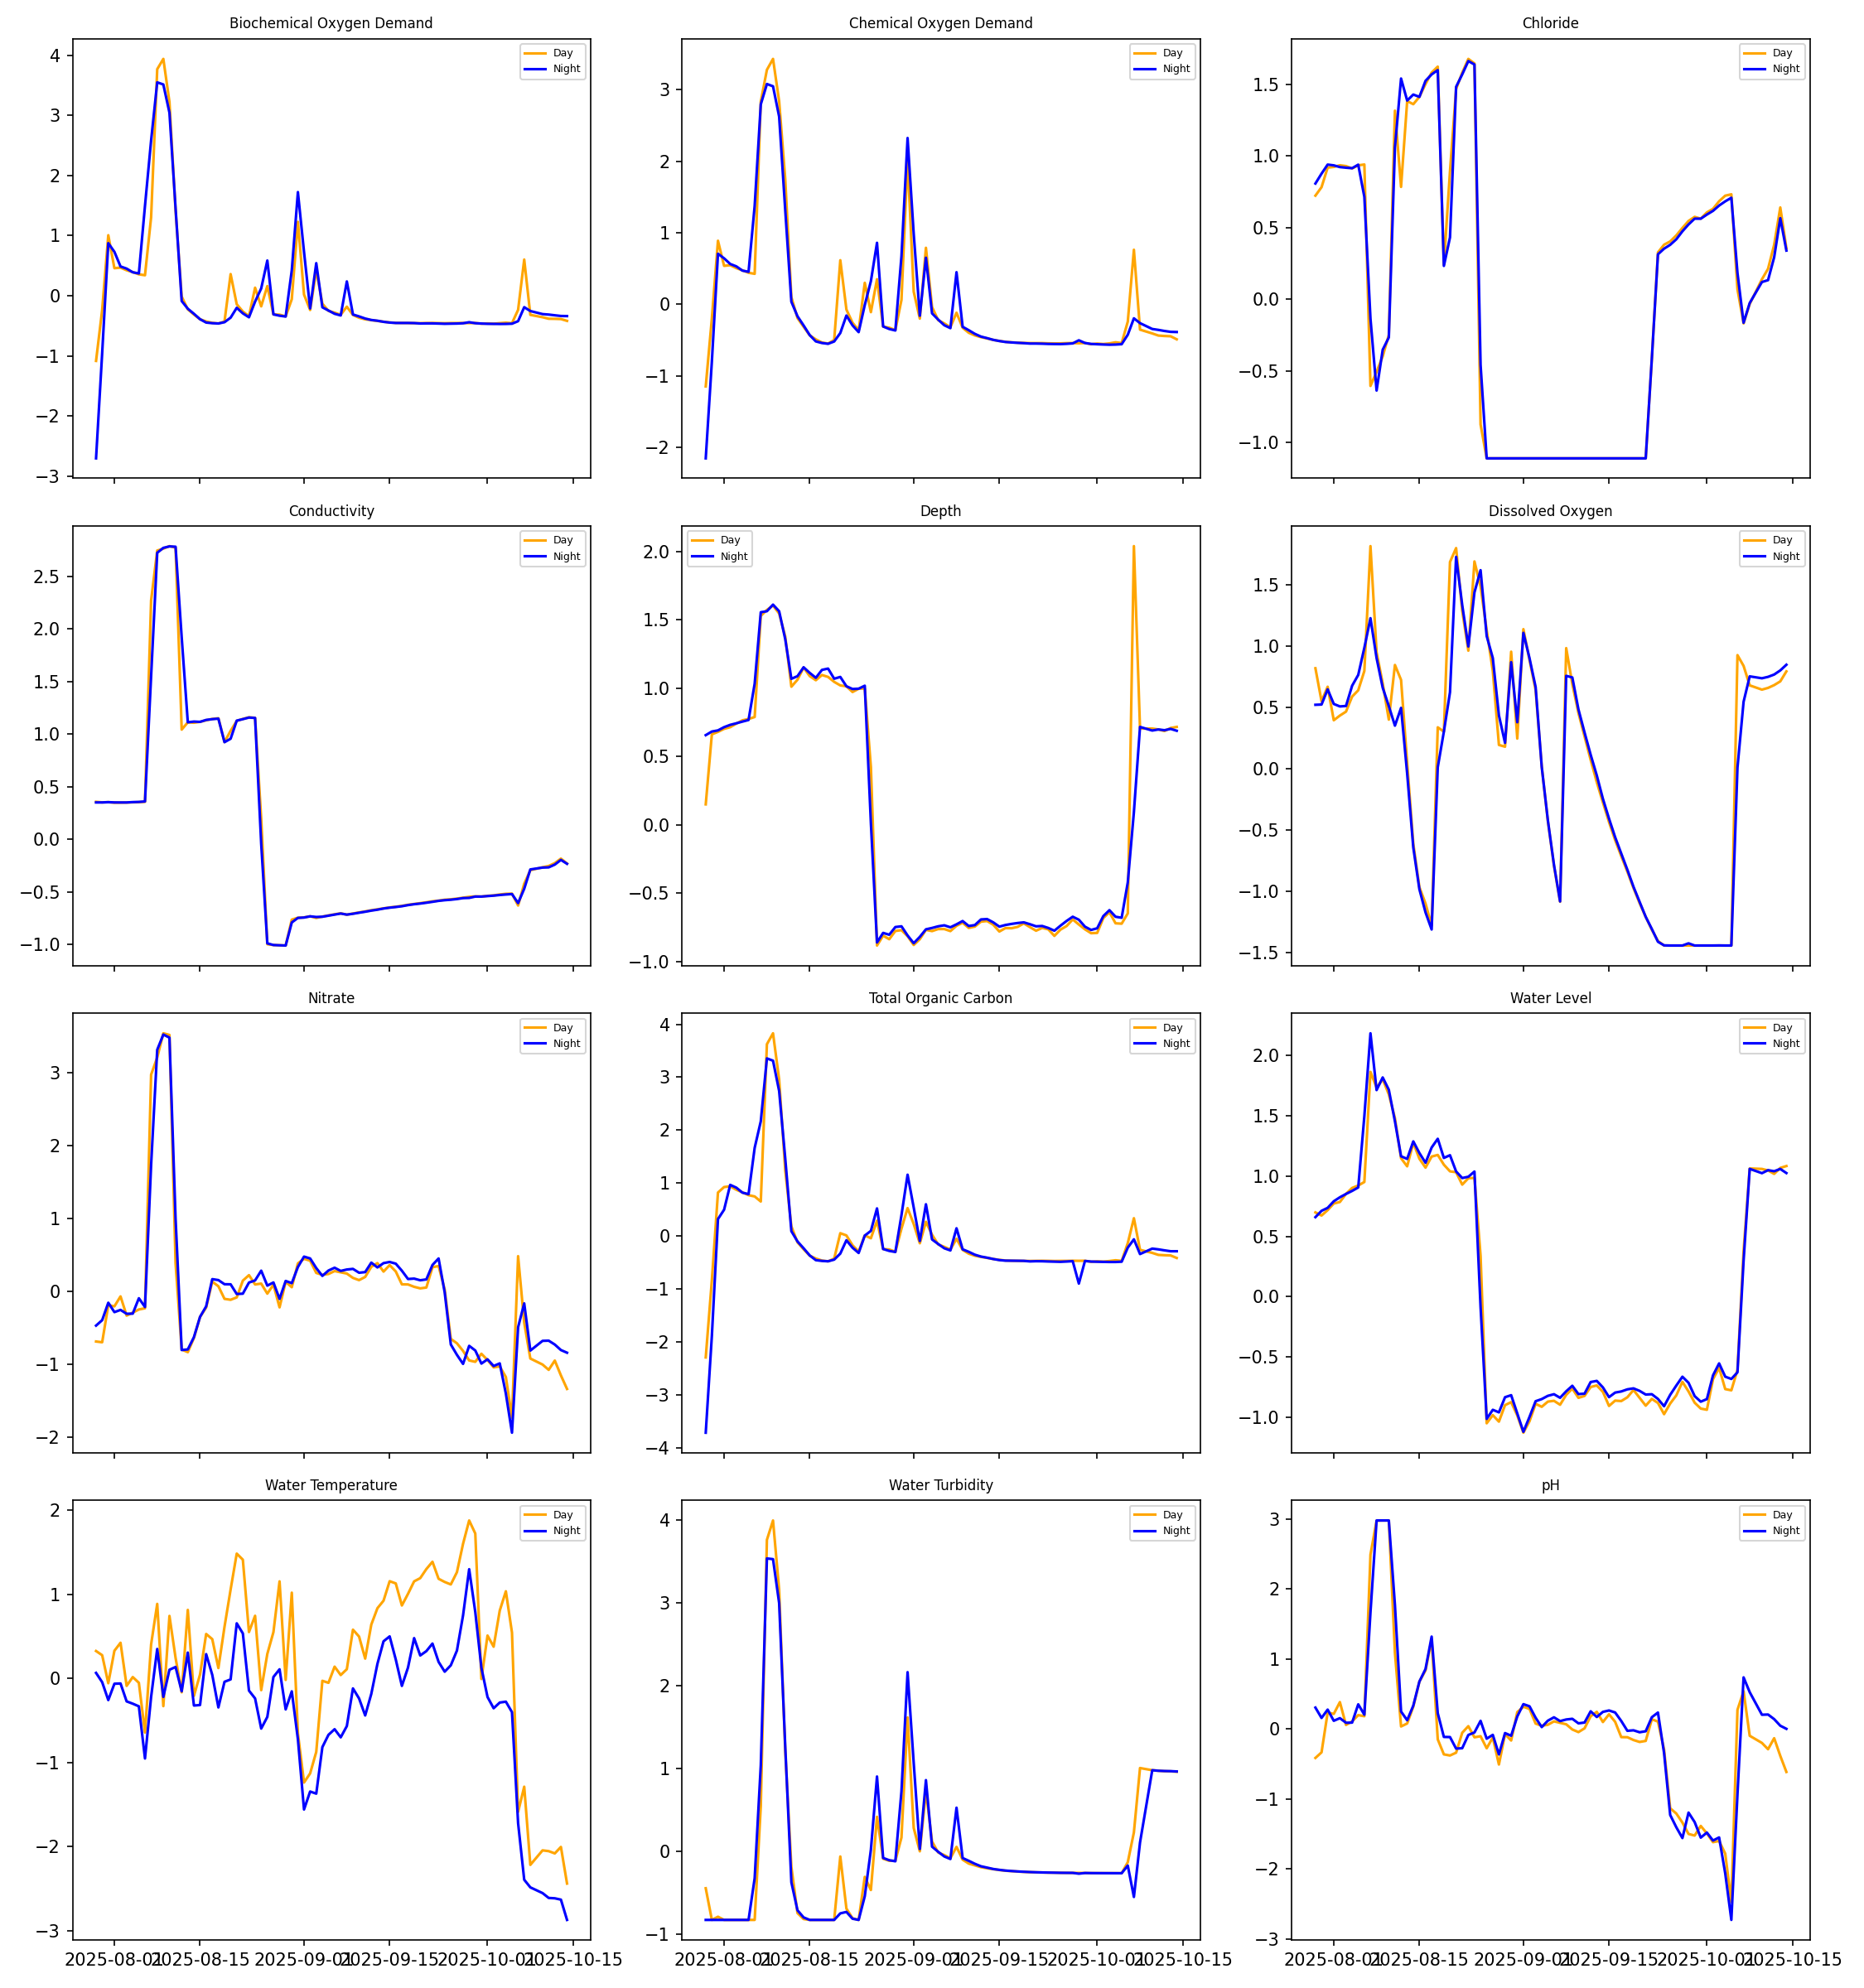 Biochemical Oxygen Demand
4
3
2
1
0
−1
−2
−3
Day
Night
Chemical Oxygen Demand
3
2
1
0
−1
−2
Day
Night
Chloride
1.5
1.0
0.5
0.0
−0.5
−1.0
Day
Night
Conductivity
2.5
2.0
1.5
1.0
0.5
0.0
−0.5
−1.0
Day
Night
Depth
2.0
1.5
1.0
0.5
0.0
−0.5
−1.0
Day
Night
Dissolved Oxygen
1.5
1.0
0.5
0.0
−0.5
−1.0
−1.5
Day
Night
Nitrate
3
2
1
0
−1
−2
Day
Night
Total Organic Carbon
4
3
2
1
0
−1
−2
−3
−4
Day
Night
Water Level
2.0
1.5
1.0
0.5
0.0
−0.5
−1.0
Day
Night
Water Temperature
2
1
0
−1
−2
−3
Day
Night
2025-08-01 2025-08-15 2025-09-01 2025-09-15 2025-10-01 2025-10-15
Water Turbidity
4
3
2
1
0
−1
Day
Night
2025-08-01 2025-08-15 2025-09-01 2025-09-15 2025-10-01 2025-10-15
pH
3
2
1
0
−1
−2
−3
Day
Night
2025-08-01 2025-08-15 2025-09-01 2025-09-15 2025-10-01 2025-10-15